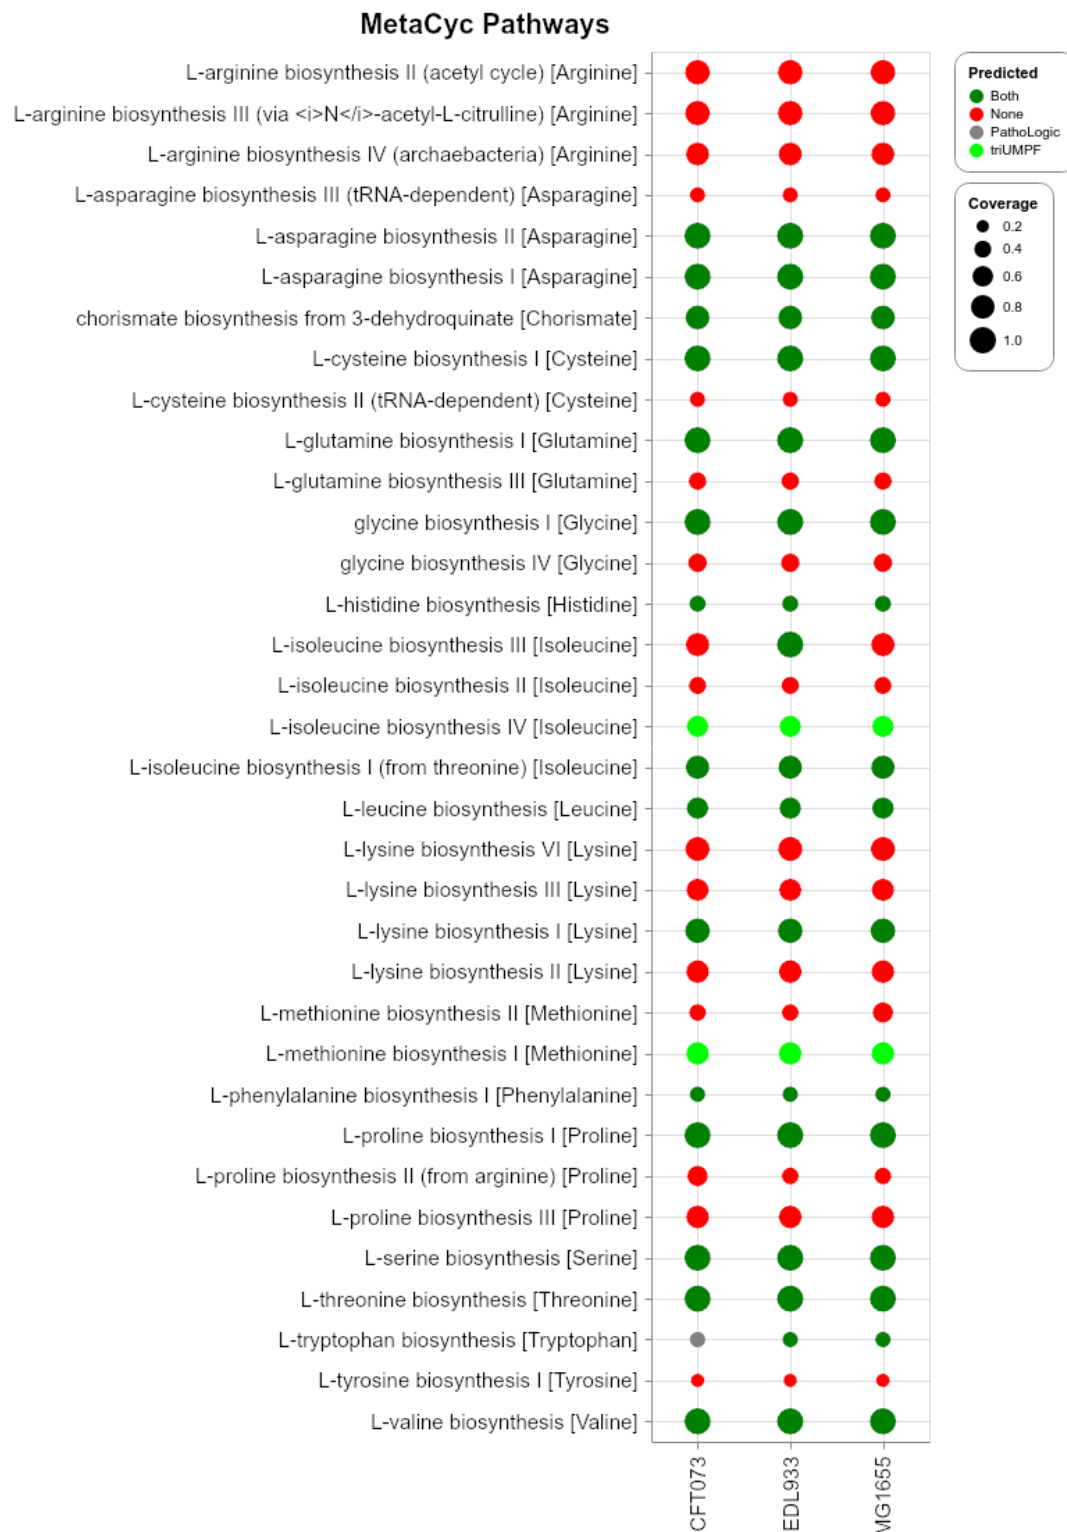 MetaCyc Pathways
L-arginine biosynthesis II (acetyl cycle) [Arginine]
L-arginine biosynthesis III (via <i>N</i>-acetyl-L-citrulline) [Arginine]
L-arginine biosynthesis IV (archaebacteria) [Arginine]
L-asparagine biosynthesis III (tRNA-dependent) [Asparagine]
L-asparagine biosynthesis II [Asparagine]
L-asparagine biosynthesis I [Asparagine]
chorismate biosynthesis from 3-dehydroquinate [Chorismate]
L-cysteine biosynthesis I [Cysteine]
L-cysteine biosynthesis II (tRNA-dependent) [Cysteine]
L-glutamine biosynthesis I [Glutamine]
L-glutamine biosynthesis III [Glutamine]
glycine biosynthesis I [Glycine]
glycine biosynthesis IV [Glycine]
L-histidine biosynthesis [Histidine]
L-isoleucine biosynthesis III [Isoleucine]
L-isoleucine biosynthesis II [Isoleucine]
L-isoleucine biosynthesis IV [Isoleucine]
L-isoleucine biosynthesis I (from threonine) [Isoleucine]
L-leucine biosynthesis [Leucine]
L-lysine biosynthesis VI [Lysine]
L-lysine biosynthesis III [Lysine]
L-lysine biosynthesis I [Lysine]
L-lysine biosynthesis II [Lysine]
L-methionine biosynthesis II [Methionine]
L-methionine biosynthesis I [Methionine]
L-phenylalanine biosynthesis I [Phenylalanine]
L-proline biosynthesis I [Proline]
L-proline biosynthesis II (from arginine) [Proline]
L-proline biosynthesis III [Proline]
L-serine biosynthesis [Serine]
L-threonine biosynthesis [Threonine]
L-tryptophan biosynthesis [Tryptophan]
L-tyrosine biosynthesis I [Tyrosine]
L-valine biosynthesis [Valine]
CFT073
EDL933
MG1655
Predicted
Both
None
PathoLogic
triUMPF
Coverage
0.2
0.4
0.6
0.8
1.0